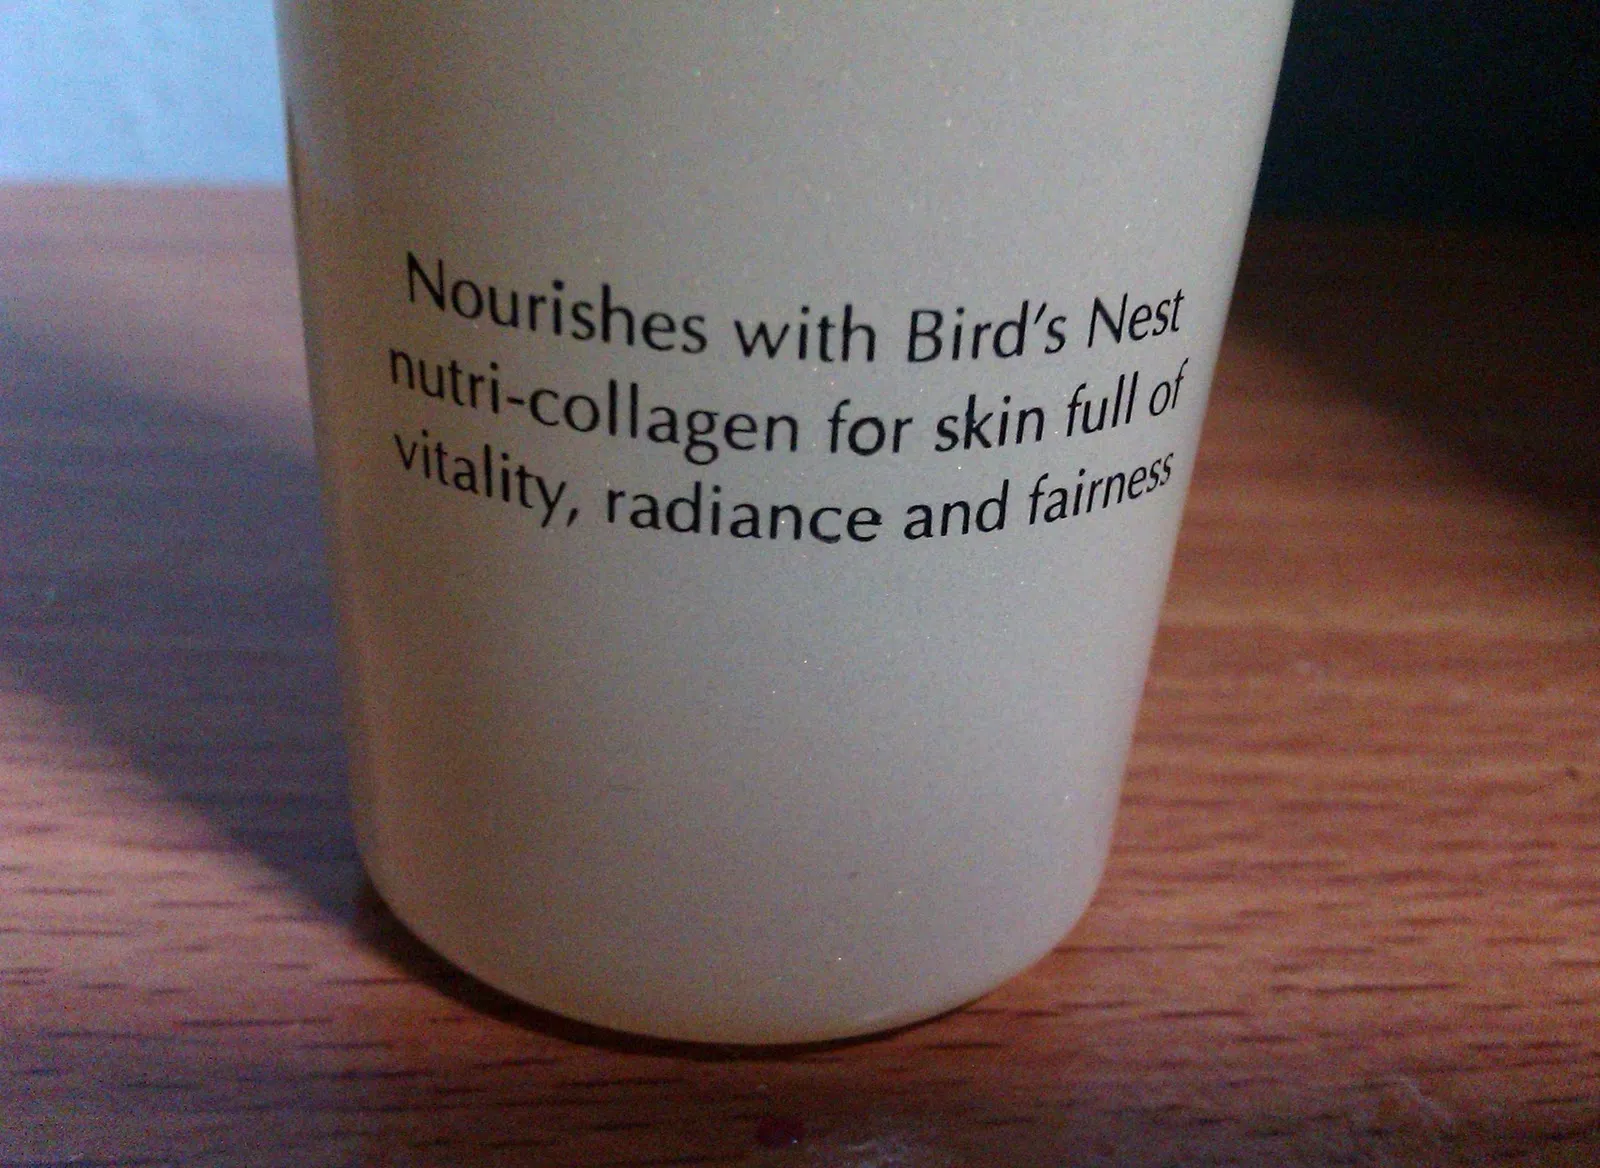 Nourishes with Bird's Nest
nutri-collagen for skin full of
vitality, radiance and fairness